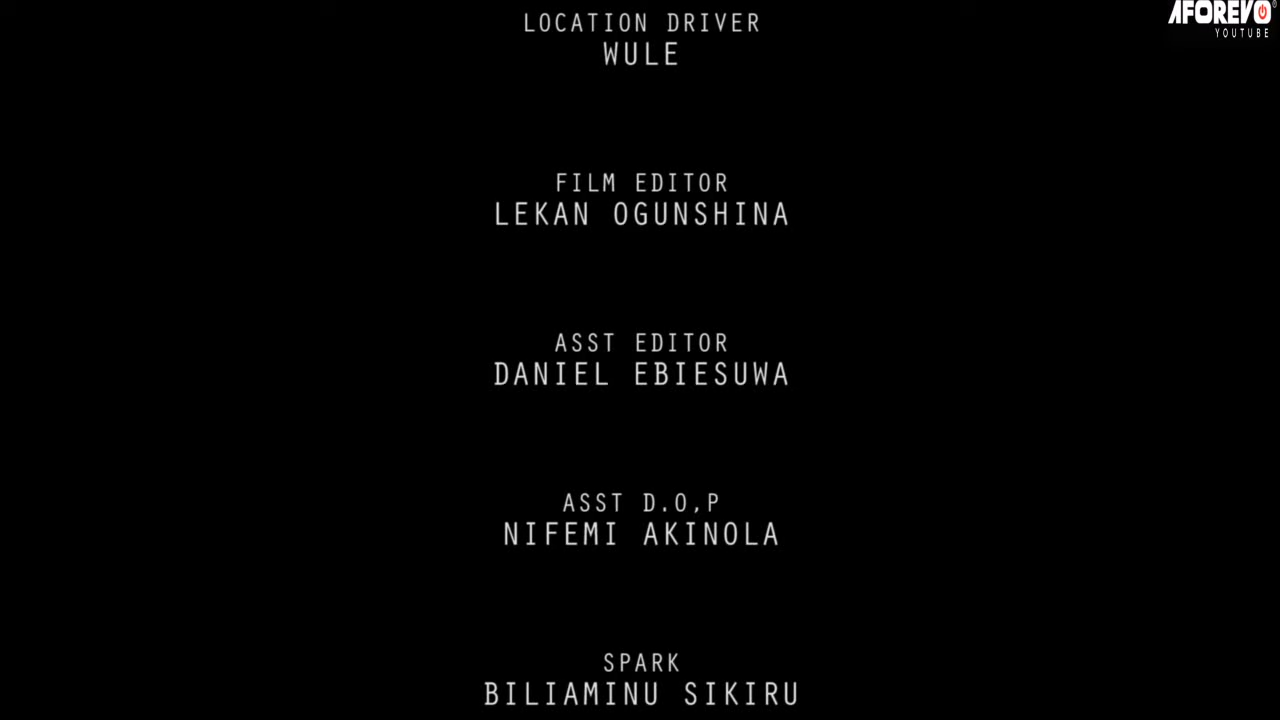 AFOREVO
YOUTUBE
LOCATION DRIVER
WULE
FILM EDITOR
LEKAN OGUNSHINA
ASST EDITOR
DANIEL EBIESUWA
ASST D.O,P
NIFEMI AKINOLA
SPARK
BILIAMINU SIKIRU